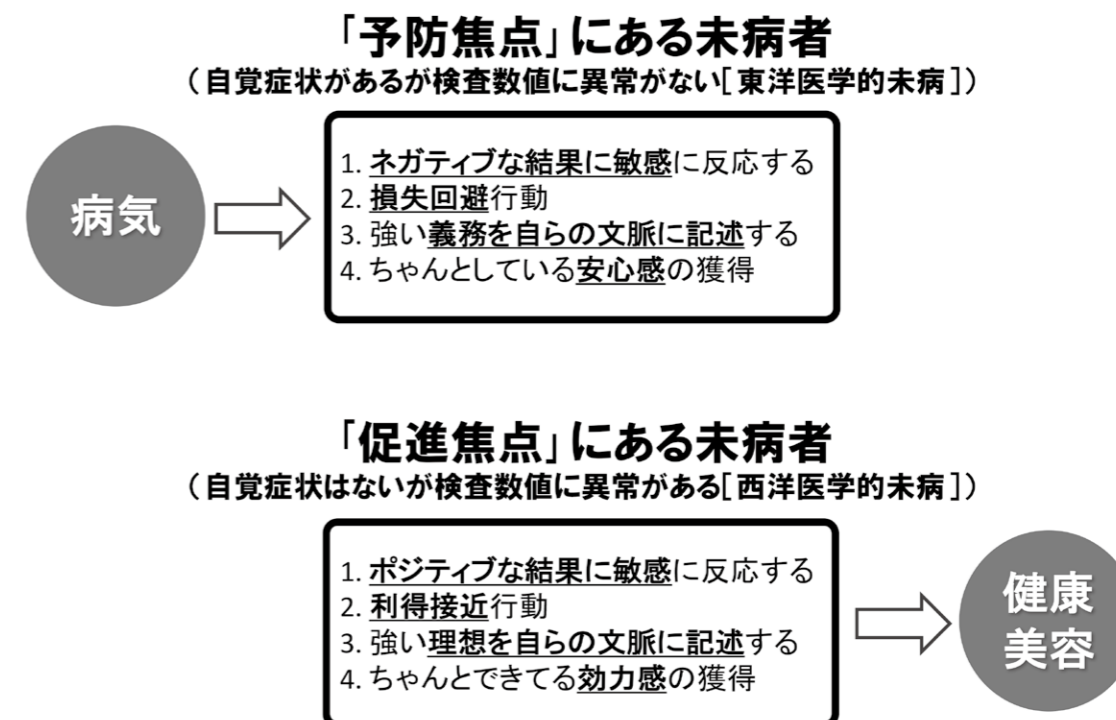 「予防焦点」にある未病者
（自覚症状があるが検査数値に異常がない[東洋医学的未病]）
病気
1. ネガティブな結果に敏感に反応する
2. 損失回避行動
3. 強い義務を自らの文脈に記述する
4. ちゃんとしている安心感の獲得
「促進焦点」にある未病者
（自覚症状はないが検査数値に異常がある[西洋医学的未病]）
1. ポジティブな結果に敏感に反応する
2. 利得接近行動
3. 強い理想を自らの文脈に記述する
4. ちゃんとできてる効力感の獲得
健康
美容